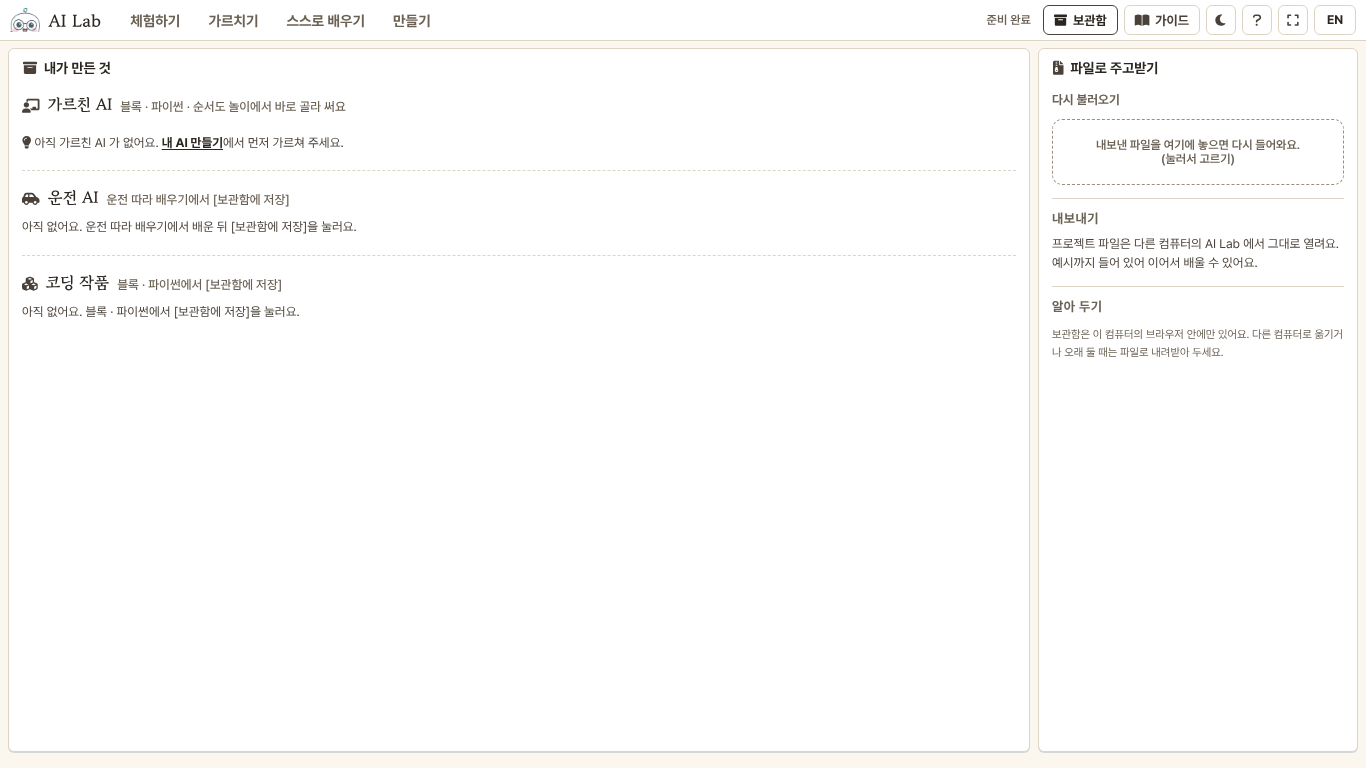 AI Lab
체험하기
가르치기
스스로 배우기
만들기
준비 완료
보관함
가이드
?
EN
내가 만든 것
가르친 AI 블록 · 파이썬 · 순서도 놀이에서 바로 골라 써요
아직 가르친 AI 가 없어요. 내 AI 만들기에서 먼저 가르쳐 주세요.
운전 AI 운전 따라 배우기에서 [보관함에 저장]
아직 없어요. 운전 따라 배우기에서 배운 뒤 [보관함에 저장]을 눌러요.
코딩 작품 블록 · 파이썬에서 [보관함에 저장]
아직 없어요. 블록 · 파이썬에서 [보관함에 저장]을 눌러요.
파일로 주고받기
다시 불러오기
내보낸 파일을 여기에 놓으면 다시 들어와요.
(눌러서 고르기)
내보내기
프로젝트 파일은 다른 컴퓨터의 AI Lab 에서 그대로 열려요.
예시까지 들어 있어 이어서 배울 수 있어요.
알아 두기
보관함은 이 컴퓨터의 브라우저 안에만 있어요. 다른 컴퓨터로 옮기거
나 오래 둘 때는 파일로 내려받아 두세요.